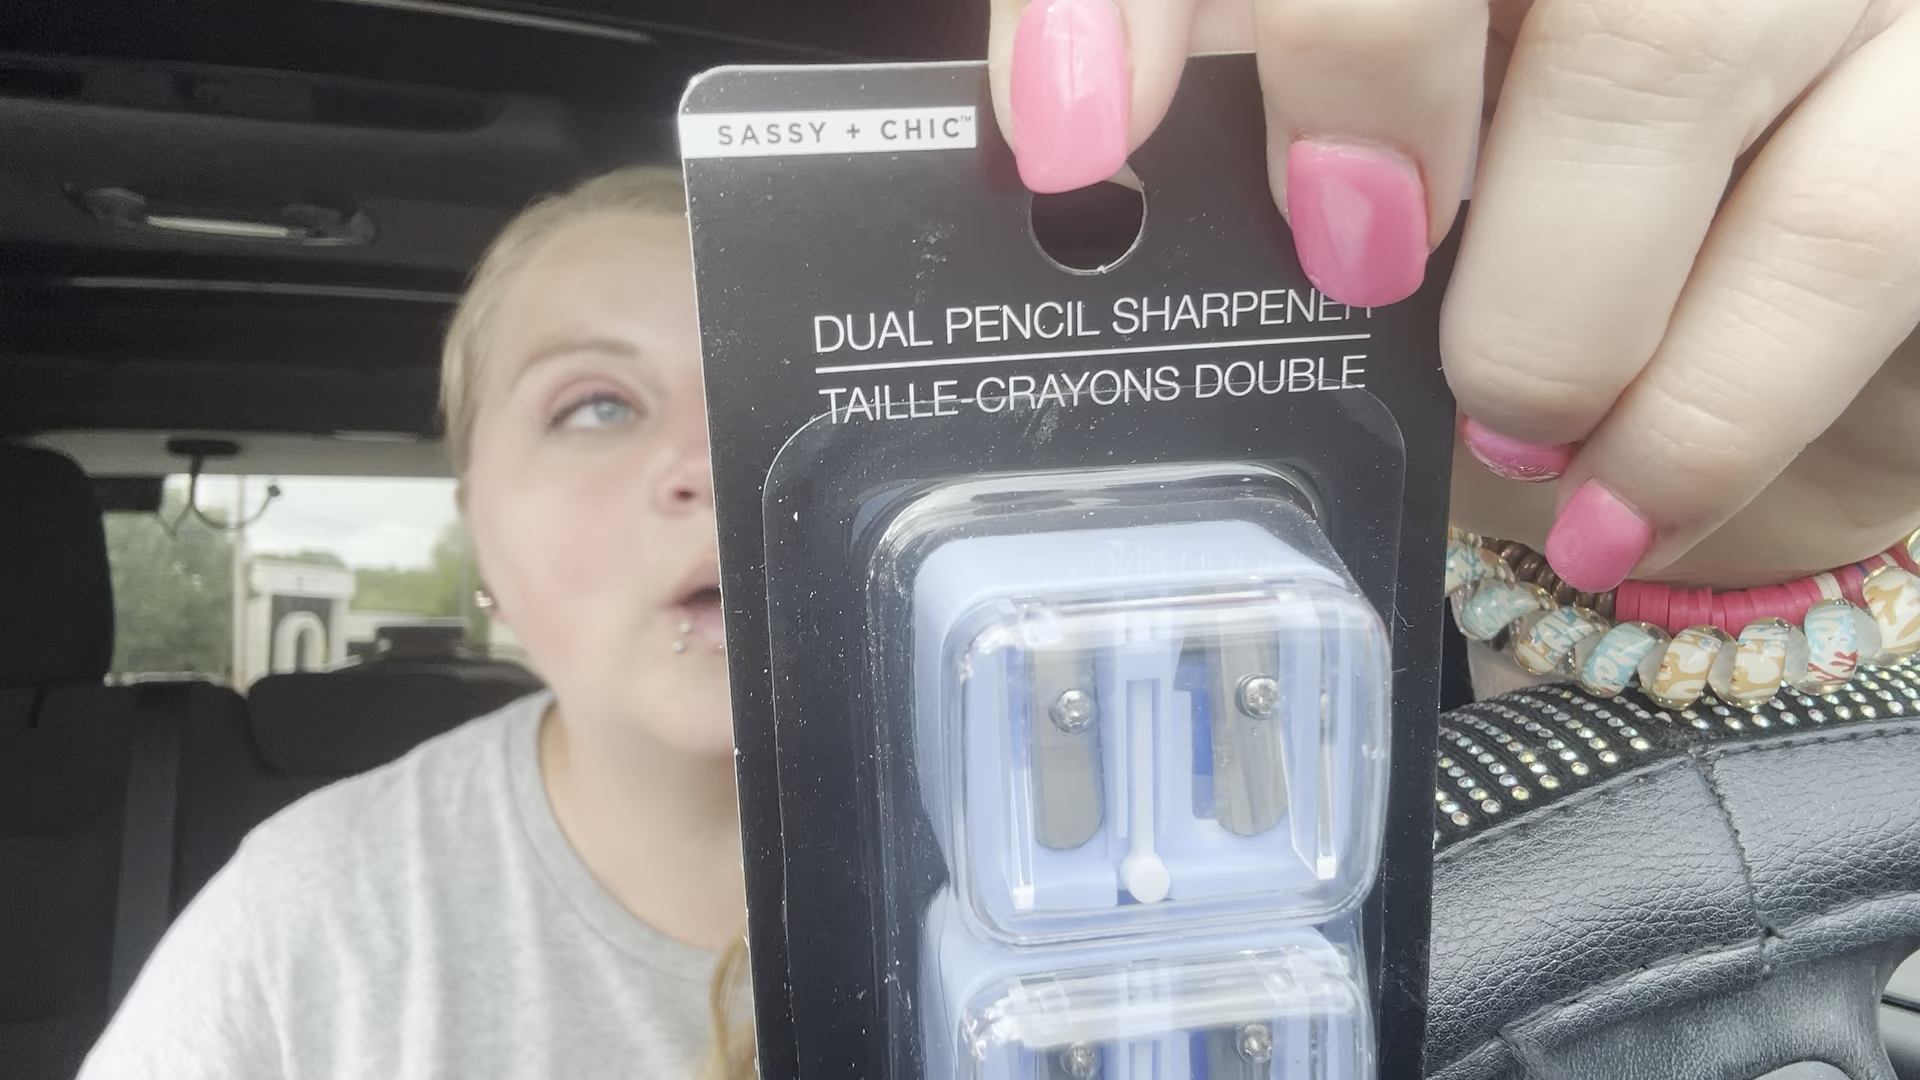 SASSY + CHIC™
DUAL PENCIL SHARPENER
TAILLE-CRAYONS DOUBLE